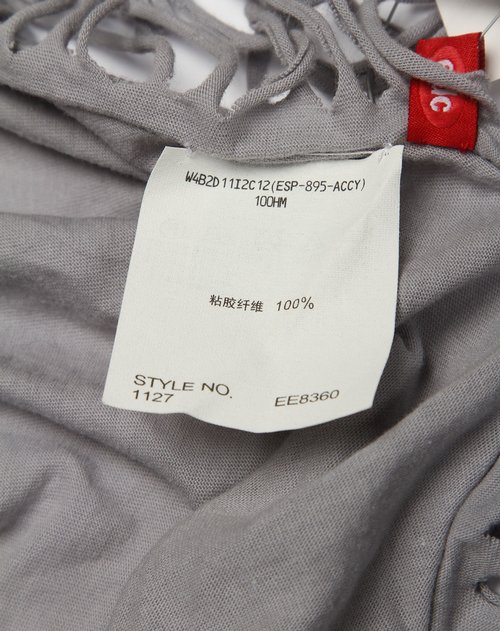 W4B2D11I2C12(ESP-895-ACCY)
100HM
粘胶纤维 100%
STYLE NO.
1127 EE8360